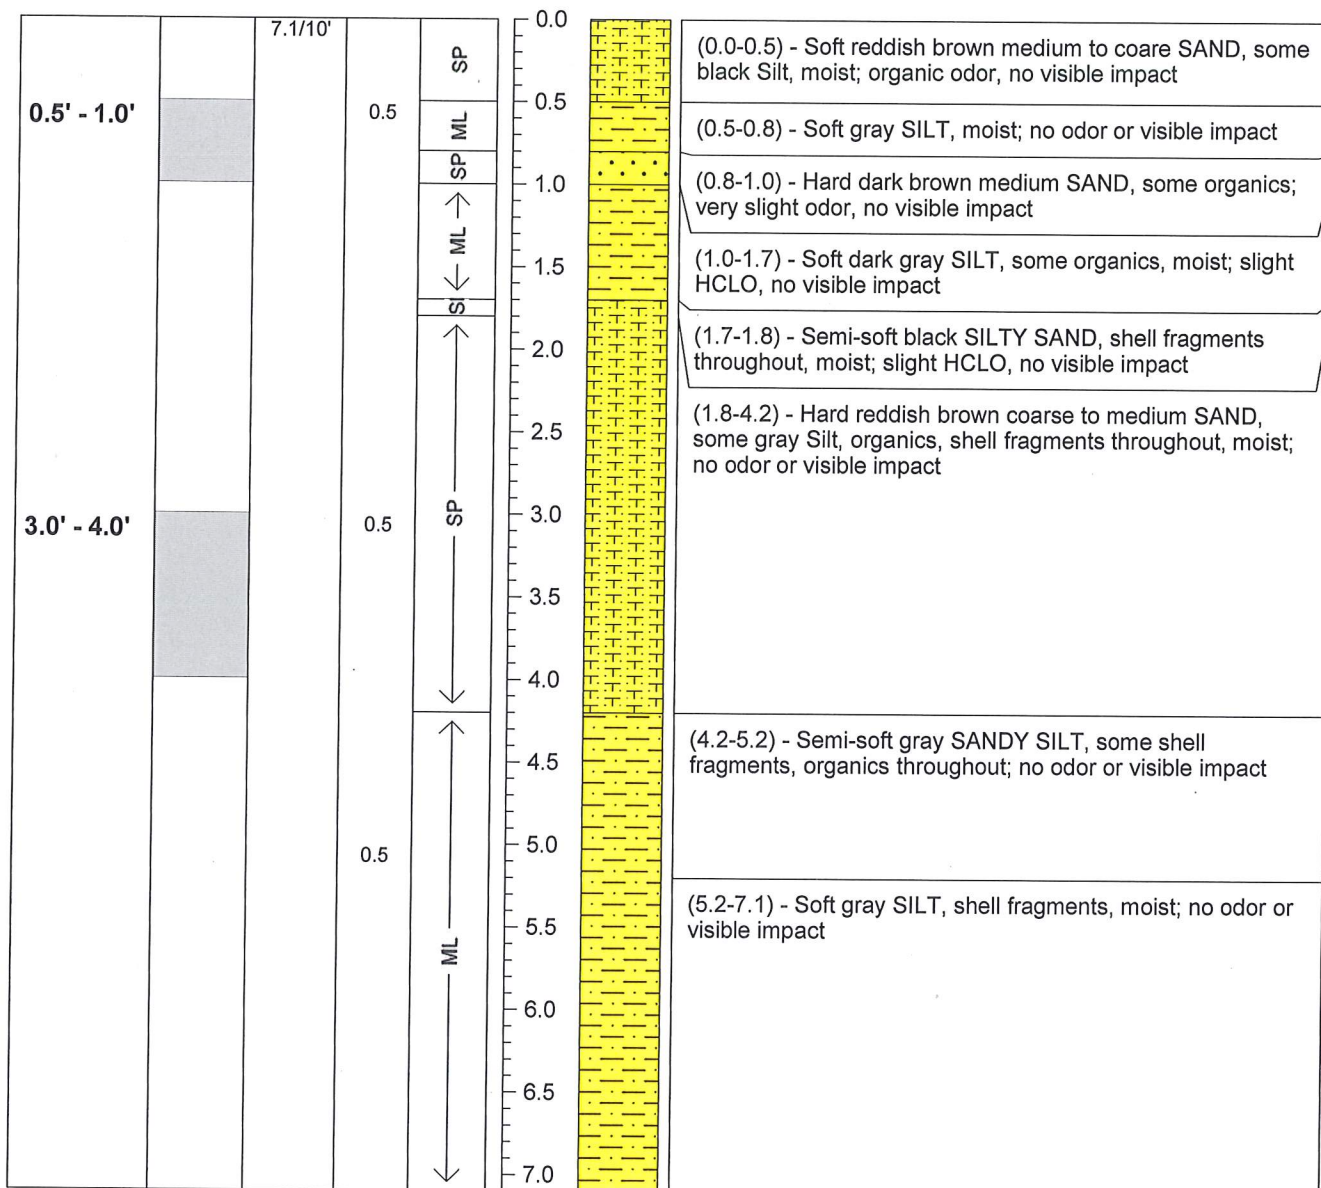 7.1/10'
0.5' - 1.0'
3.0' - 4.0'
0.5
0.5
0.5
SP
ML
SP
ML
SP
ML
0.0
0.5
1.0
1.5
2.0
2.5
3.0
3.5
4.0
4.5
5.0
5.5
6.0
6.5
7.0
(0.0-0.5) - Soft reddish brown medium to coare SAND, some
black Silt, moist; organic odor, no visible impact
(0.5-0.8) - Soft gray SILT, moist; no odor or visible impact
(0.8-1.0) - Hard dark brown medium SAND, some organics;
very slight odor, no visible impact
(1.0-1.7) - Soft dark gray SILT, some organics, moist; slight
HCLO, no visible impact
(1.7-1.8) - Semi-soft black SILTY SAND, shell fragments
throughout, moist; slight HCLO, no visible impact
(1.8-4.2) - Hard reddish brown coarse to medium SAND,
some gray Silt, organics, shell fragments throughout, moist;
no odor or visible impact
(4.2-5.2) - Semi-soft gray SANDY SILT, some shell
fragments, organics throughout; no odor or visible impact
(5.2-7.1) - Soft gray SILT, shell fragments, moist; no odor or
visible impact